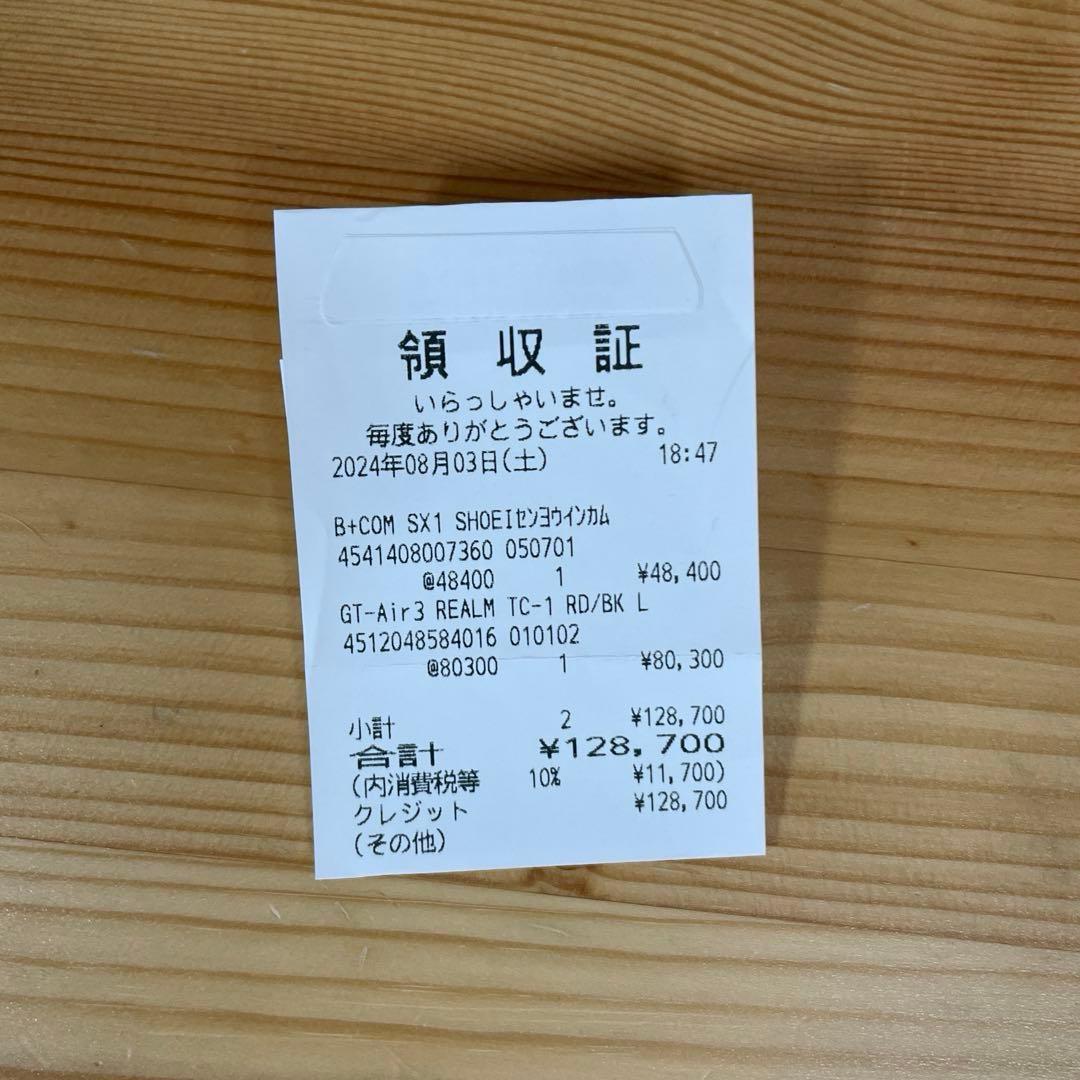 領収証
いらっしゃいませ。
毎度ありがとうございます。
2024年08月03日(土) 18:47
B+COM SX1 SHOEIｾﾝﾖｳｲﾝｶﾑ
4541408007360 050701
@48400 1 ¥48,400
GT-Air3 REALM TC-1 RD/BK L
4512048584016 010102
@80300 1 ¥80,300
小計 2 ¥128,700
合計 ¥128,700
(内消費税等 10% ¥11,700)
クレジット ¥128,700
(その他)